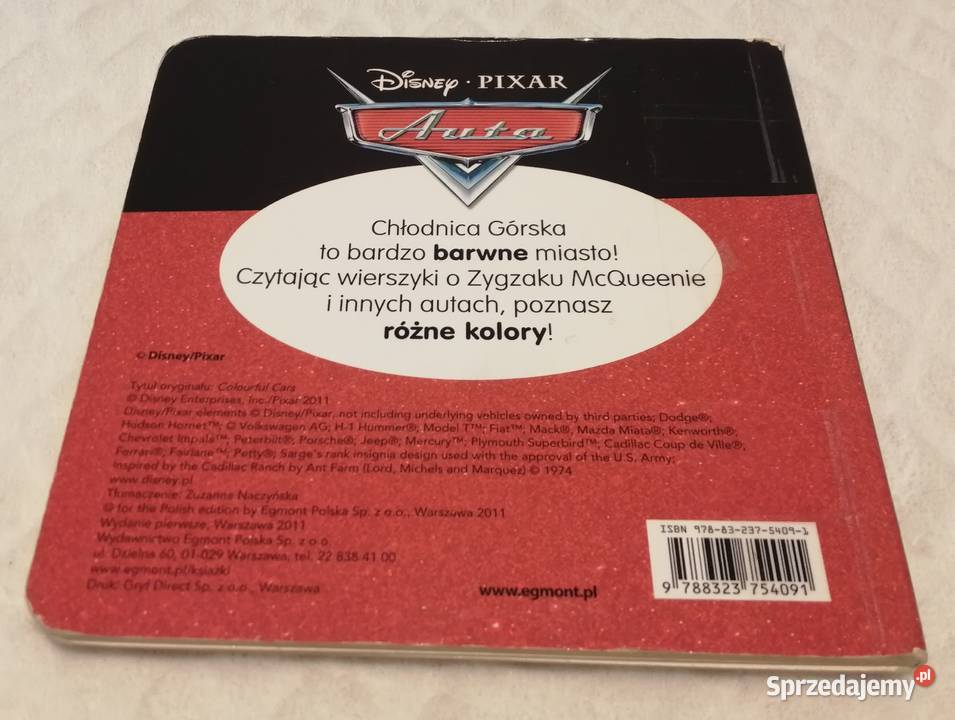 Disney · PIXAR
Auta
Chłodnica Górska
to bardzo barwne miasto!
Czytając wierszyki o Zygzaku McQueenie
i innych autach, poznasz
różne kolory!
© Disney/Pixar
Tytuł oryginału: Colourful Cars
© Disney Enterprises, Inc./Pixar 2011
Disney/Pixar elements © Disney/Pixar, not including underlying vehicles owned by third parties; Dodge®;
Hudson Hornet™; © Volkswagen AG; H-1 Hummer®; Model T™; Fiat™; Mack®; Mazda Miata®; Kenworth®;
Chevrolet Impala™; Peterbilt®; Porsche®; Jeep®; Mercury™; Plymouth Superbird™; Cadillac Coupe de Ville®;
Ferrari®; Fairlane™; Petty®; Sarge's rank insignia design used with the approval of the U.S. Army;
Inspired by the Cadillac Ranch by Ant Farm (Lord, Michels and Marquez) © 1974
www.disney.pl
Tłumaczenie: Zuzanna Naczyńska
© for the Polish edition by Egmont Polska Sp. z o.o., Warszawa 2011
Wydanie pierwsze, Warszawa 2011
Wydawnictwo Egmont Polska Sp. z o.o.
ul. Dzielna 60, 01-029 Warszawa, tel. 22 838 41 00
www.egmont.pl/ksiazki
Druk: Gryf Direct Sp. z o.o., Warszawa
www.egmont.pl
ISBN 978-83-237-5409-1
9 788323 754091
Sprzedajemy.pl